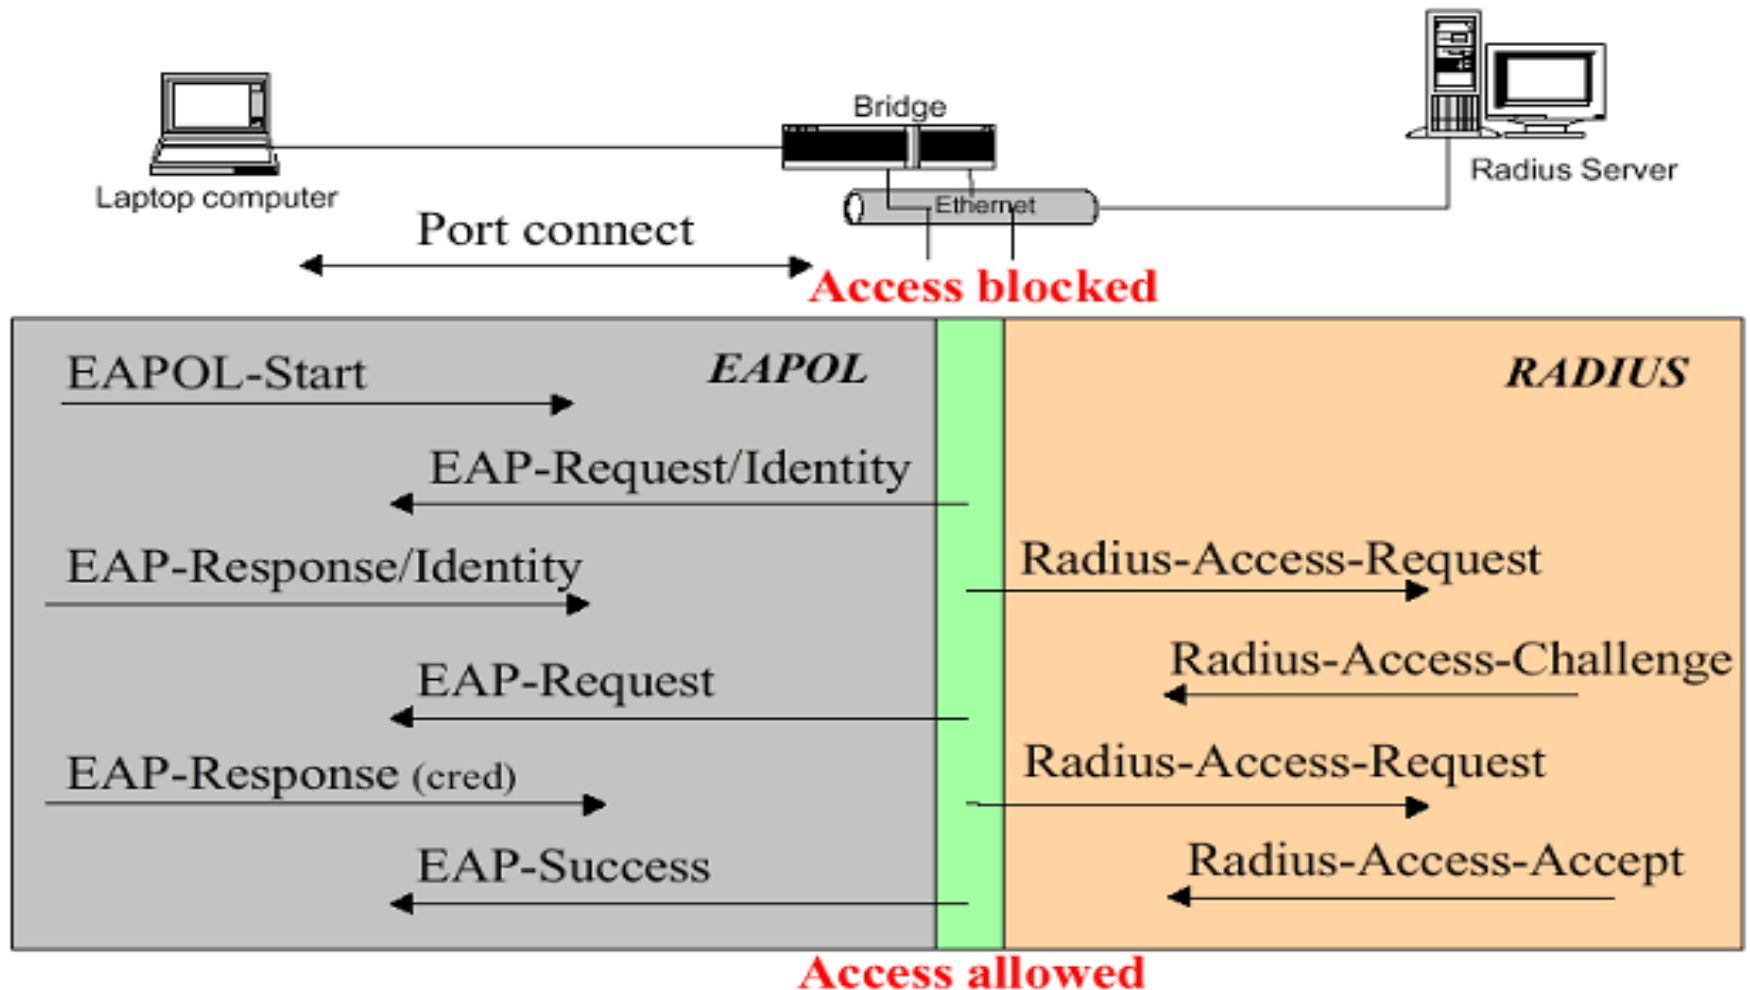 Bridge
Radius Server
Laptop computer
Ethernet
Port connect
Access blocked
EAPOL-Start
EAPOL
RADIUS
EAP-Request/Identity
EAP-Response/Identity
Radius-Access-Request
Radius-Access-Challenge
EAP-Request
Radius-Access-Request
EAP-Response (cred)
EAP-Success
Radius-Access-Accept
Access allowed